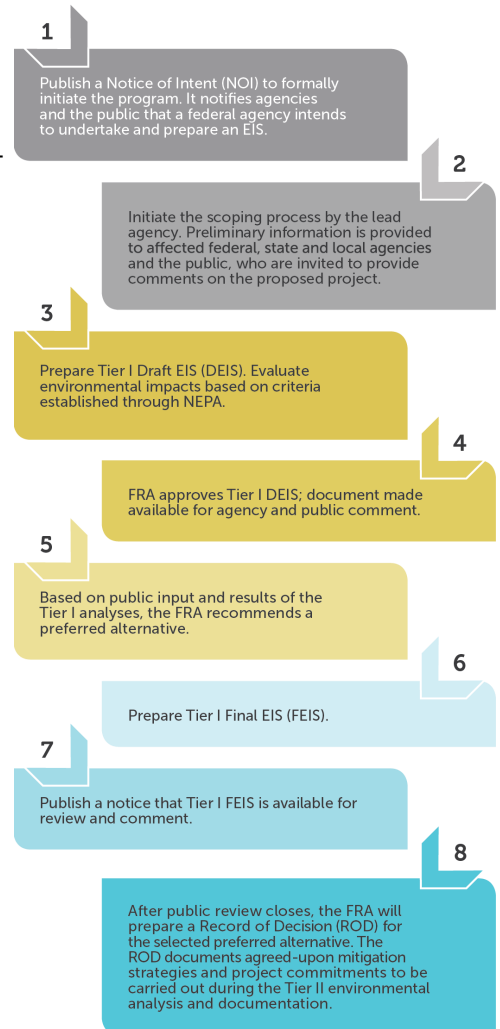 1
Publish a Notice of Intent (NOI) to formally
initiate the program. It notifies agencies
and the public that a federal agency intends
to undertake and prepare an EIS.
2
Initiate the scoping process by the lead
agency. Preliminary information is provided
to affected federal, state and local agencies
and the public, who are invited to provide
comments on the proposed project.
3
Prepare Tier I Draft EIS (DEIS). Evaluate
environmental impacts based on criteria
established through NEPA.
4
FRA approves Tier I DEIS; document made
available for agency and public comment.
5
Based on public input and results of the
Tier I analyses, the FRA recommends a
preferred alternative.
6
Prepare Tier I Final EIS (FEIS).
7
Publish a notice that Tier I FEIS is available for
review and comment.
8
After public review closes, the FRA will
prepare a Record of Decision (ROD) for
the selected preferred alternative. The
ROD documents agreed-upon mitigation
strategies and project commitments to be
carried out during the Tier II environmental
analysis and documentation.